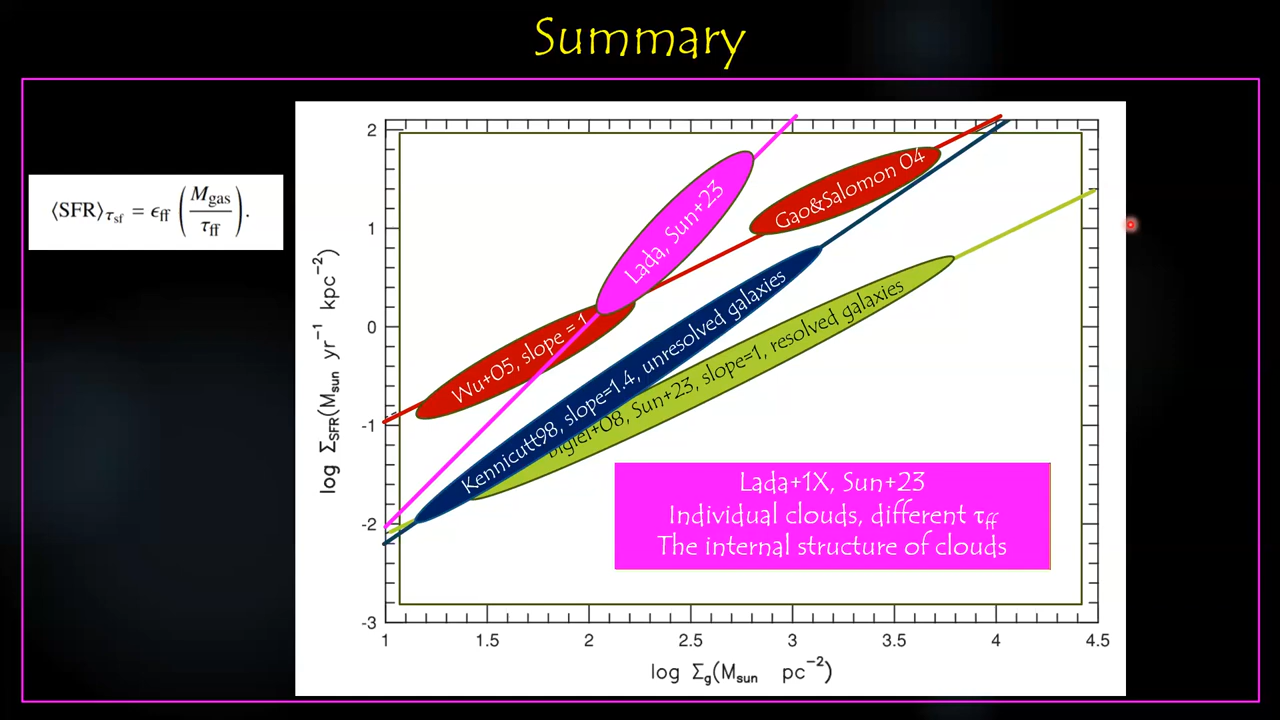 Summary
⟨SFR⟩τsf = ϵff (Mgas/τff).
log ΣSFR(Msun yr−1 kpc−2)
2
1
0
-1
-2
-3
Lada, Sun+23
Gao&Salomon 04
Wu+05, slope = 1
Kennicutt98, slope=1.4, unresolved galaxies
Bigiel+08, Sun+23, slope=1, resolved galaxies
Lada+1X, Sun+23
Individual clouds, different τff
The internal structure of clouds
1 1.5 2 2.5 3 3.5 4 4.5
log Σg(Msun pc−2)